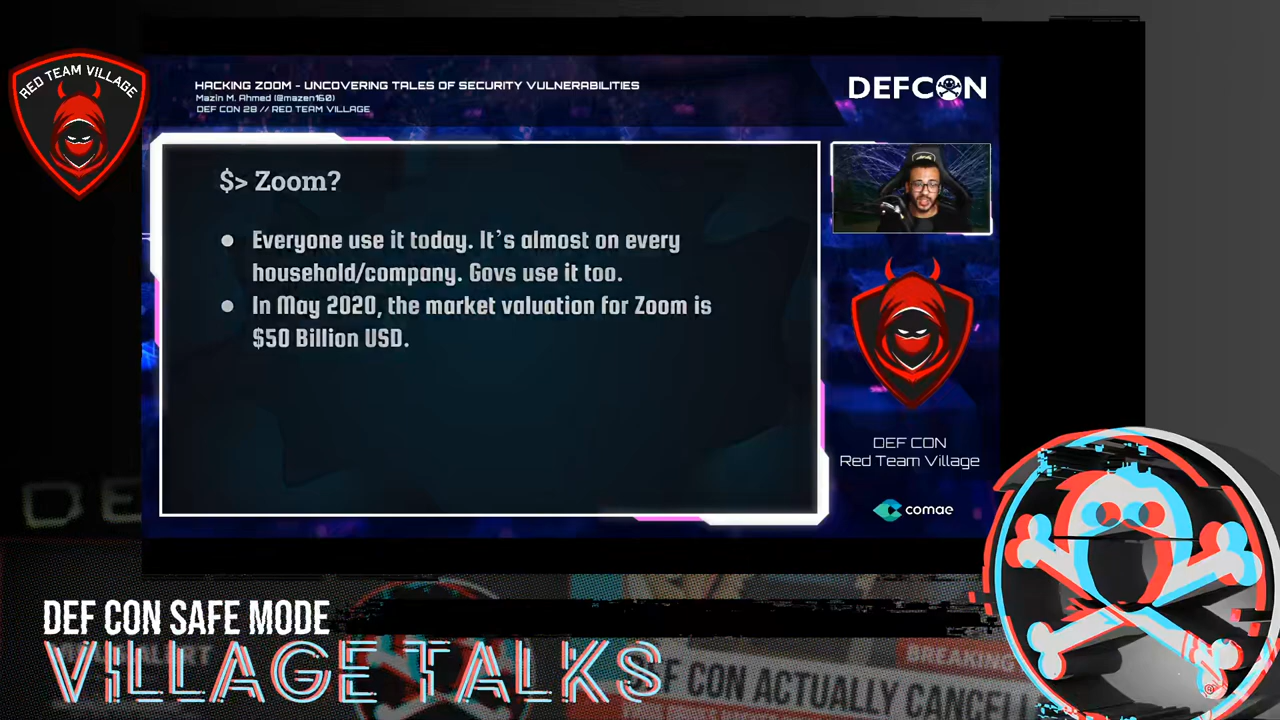 RED TEAM VILLAGE
HACKING ZOOM - UNCOVERING TALES OF SECURITY VULNERABILITIES
Mazin M. Ahmed (@mazen160)
DEF CON 28 // RED TEAM VILLAGE
DEFCON
$> Zoom?
● Everyone use it today. It's almost on every
household/company. Govs use it too.
● In May 2020, the market valuation for Zoom is
$50 Billion USD.
DEF CON
Red Team Village
comae
DE
DEF CON SAFE MODE
VILLAGE TALKS
BREAKING
DEF CON ACTUALLY CANCELL